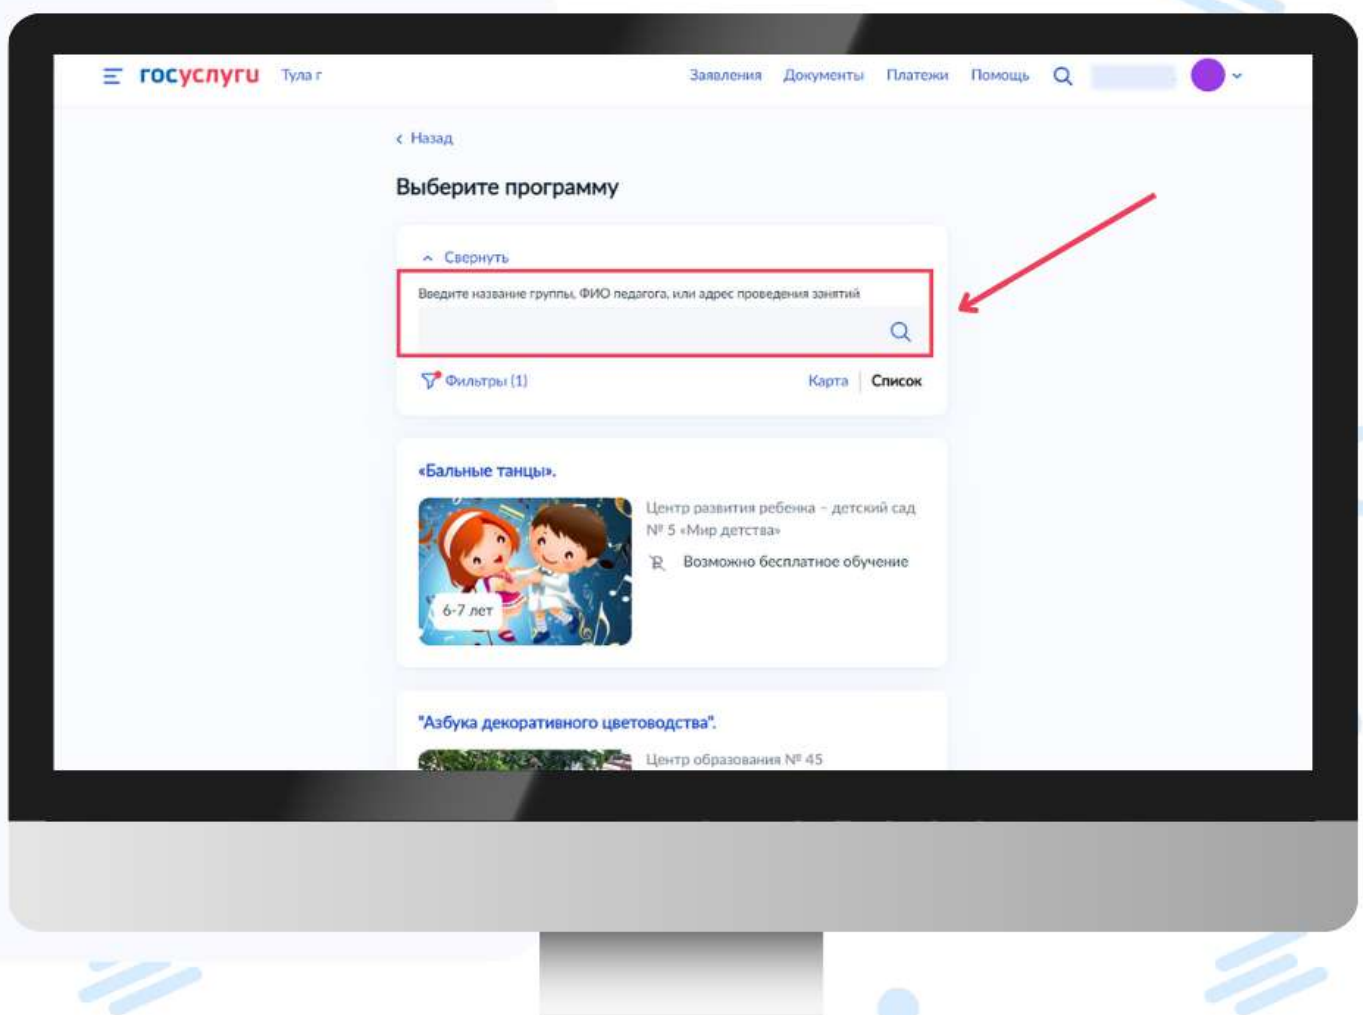 госуслуги Тула г Заявления Документы Платежи Помощь
Назад
Выберите программу
Свернуть
Введите название группы, ФИО педагога, или адрес проведения занятий
Фильтры (1) Карта Список
«Бальные танцы».
Центр развития ребенка – детский сад
№ 5 «Мир детства»
Возможно бесплатное обучение
6-7 лет
"Азбука декоративного цветоводства".
Центр образования № 45